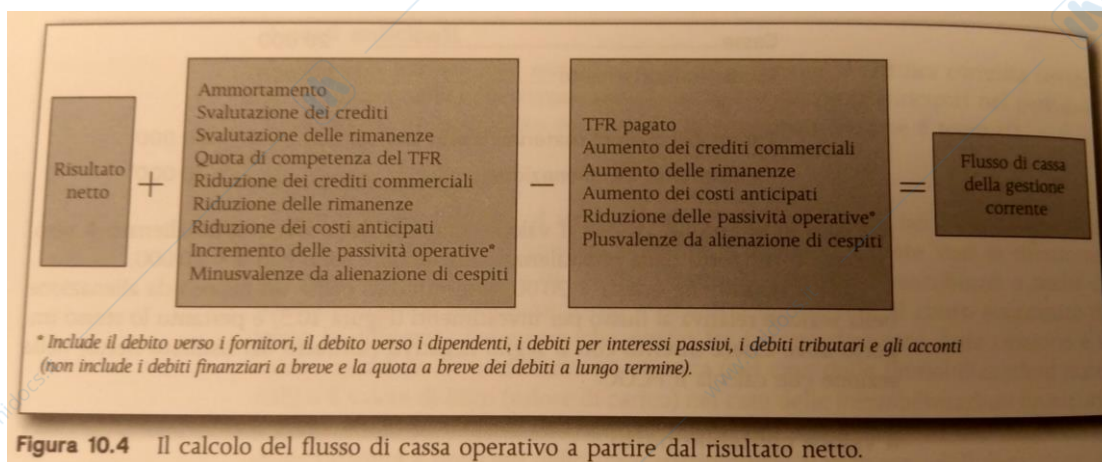 Risultato
netto
+
Ammortamento
Svalutazione dei crediti
Svalutazione delle rimanenze
Quota di competenza del TFR
Riduzione dei crediti commerciali
Riduzione delle rimanenze
Riduzione dei costi anticipati
Incremento delle passività operative*
Minusvalenze da alienazione di cespiti
−
TFR pagato
Aumento dei crediti commerciali
Aumento delle rimanenze
Aumento dei costi anticipati
Riduzione delle passività operative*
Plusvalenze da alienazione di cespiti
=
Flusso di cassa
della gestione
corrente
* Include il debito verso i fornitori, il debito verso i dipendenti, i debiti per interessi passivi, i debiti tributari e gli acconti
(non include i debiti finanziari a breve e la quota a breve dei debiti a lungo termine).
Figura 10.4 Il calcolo del flusso di cassa operativo a partire dal risultato netto.